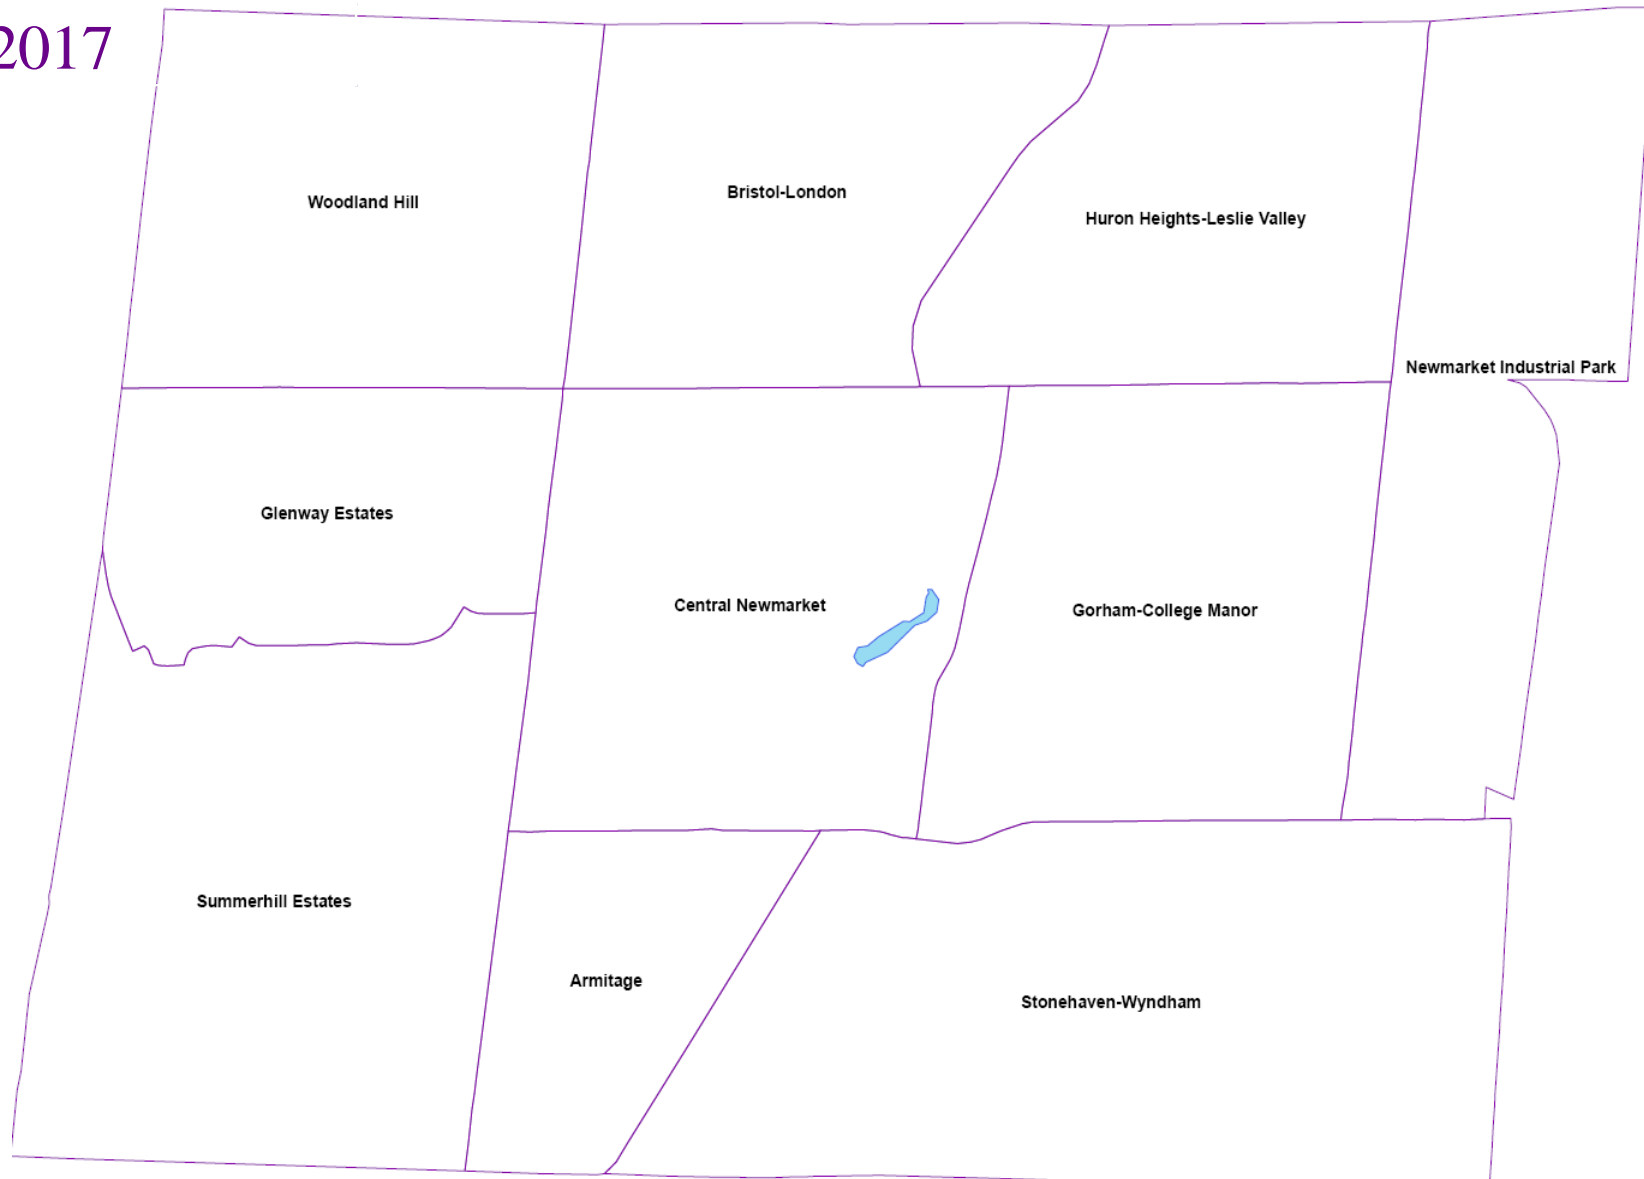 2017
Woodland Hill
Bristol-London
Huron Heights-Leslie Valley
Newmarket Industrial Park
Glenway Estates
Central Newmarket
Gorham-College Manor
Summerhill Estates
Armitage
Stonehaven-Wyndham